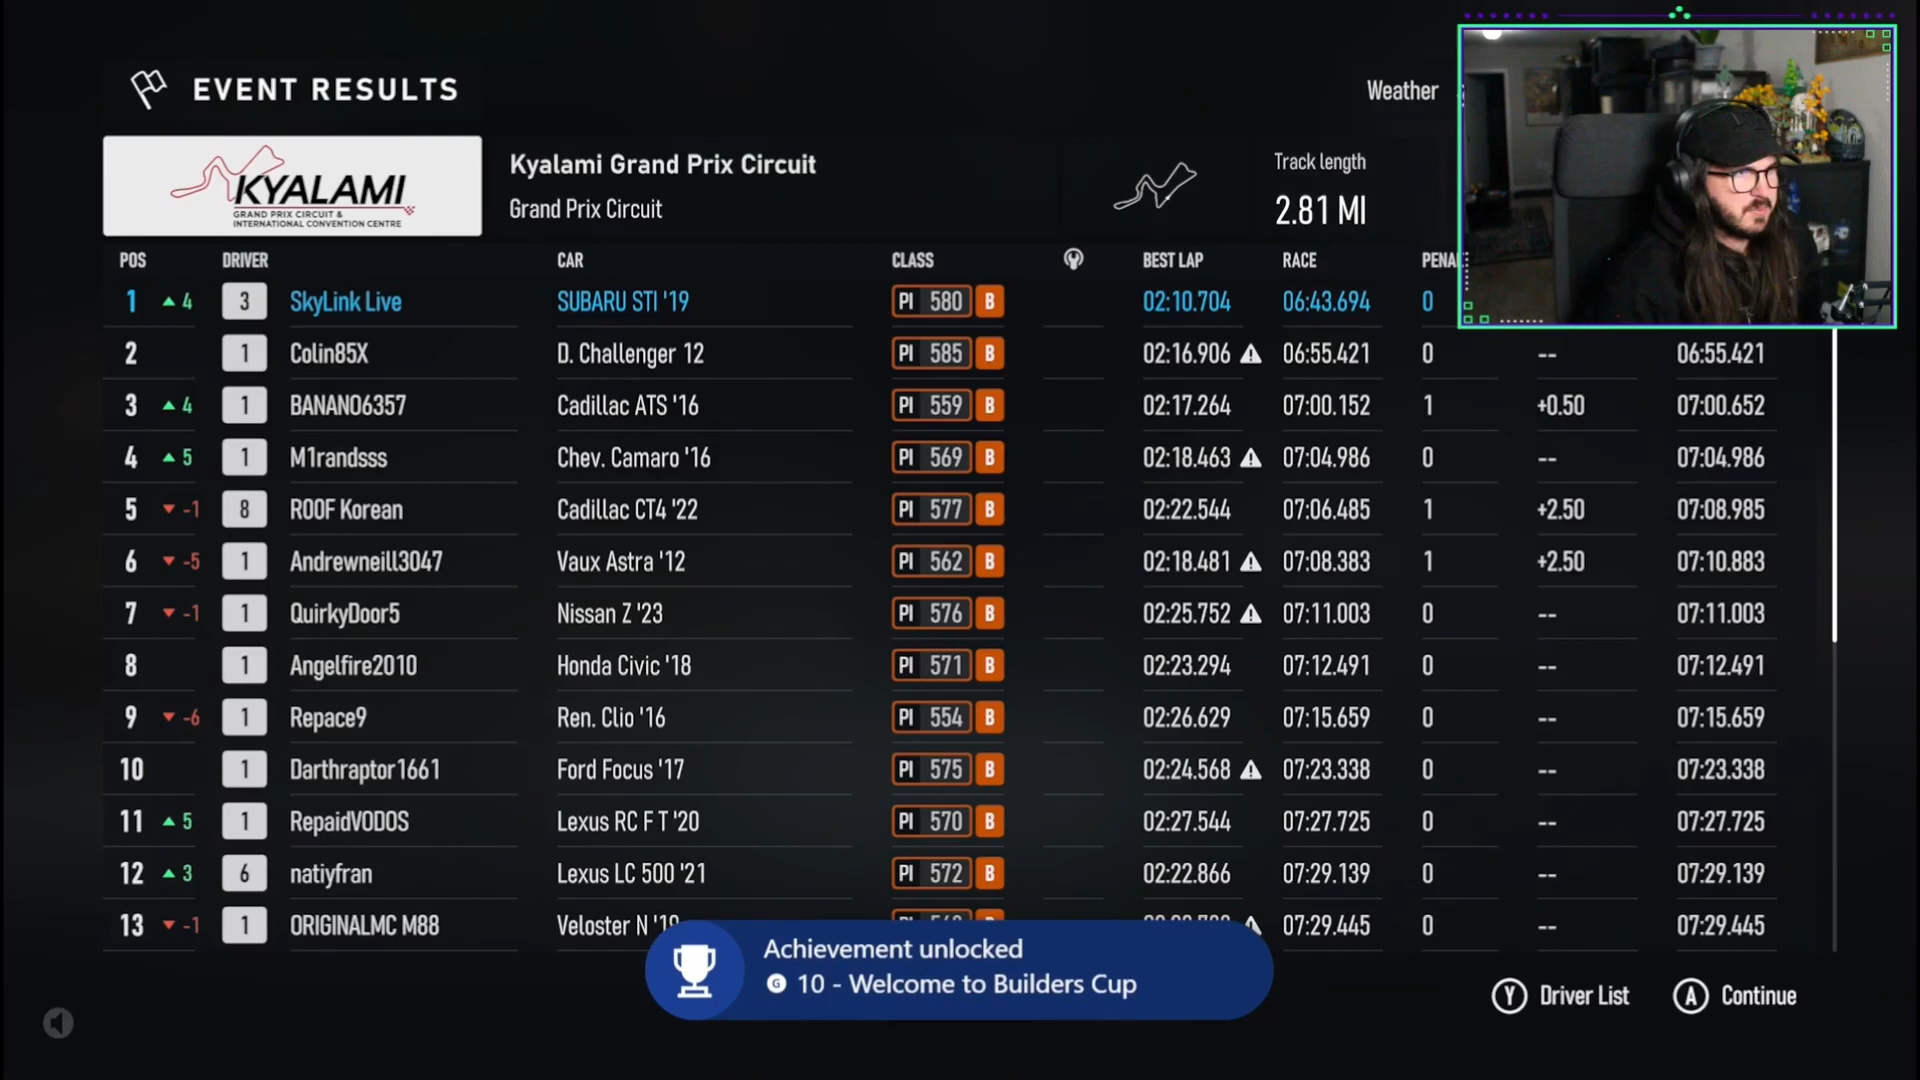 EVENT RESULTS
Weather
KYALAMI
GRAND PRIX CIRCUIT &
INTERNATIONAL CONVENTION CENTRE
Kyalami Grand Prix Circuit
Grand Prix Circuit
Track length
2.81 MI
POS DRIVER CAR CLASS BEST LAP RACE PENA
1 4 3 SkyLink Live SUBARU STI '19 PI 580 B 02:10.704 06:43.694 0
2 1 Colin85X D. Challenger 12 PI 585 B 02:16.906 06:55.421 0 -- 06:55.421
3 4 1 BANANO6357 Cadillac ATS '16 PI 559 B 02:17.264 07:00.152 1 +0.50 07:00.652
4 5 1 M1randsss Chev. Camaro '16 PI 569 B 02:18.463 07:04.986 0 -- 07:04.986
5 -1 8 ROOF Korean Cadillac CT4 '22 PI 577 B 02:22.544 07:06.485 1 +2.50 07:08.985
6 -5 1 Andrewneill3047 Vaux Astra '12 PI 562 B 02:18.481 07:08.383 1 +2.50 07:10.883
7 -1 1 QuirkyDoor5 Nissan Z '23 PI 576 B 02:25.752 07:11.003 0 -- 07:11.003
8 1 Angelfire2010 Honda Civic '18 PI 571 B 02:23.294 07:12.491 0 -- 07:12.491
9 -6 1 Repace9 Ren. Clio '16 PI 554 B 02:26.629 07:15.659 0 -- 07:15.659
10 1 Darthraptor1661 Ford Focus '17 PI 575 B 02:24.568 07:23.338 0 -- 07:23.338
11 5 1 RepaidVODOS Lexus RC F T '20 PI 570 B 02:27.544 07:27.725 0 -- 07:27.725
12 3 6 natiyfran Lexus LC 500 '21 PI 572 B 02:22.866 07:29.139 0 -- 07:29.139
13 -1 1 ORIGINALMC M88 Veloster N '19 07:29.445 0 -- 07:29.445
Achievement unlocked
G 10 - Welcome to Builders Cup
Y Driver List A Continue